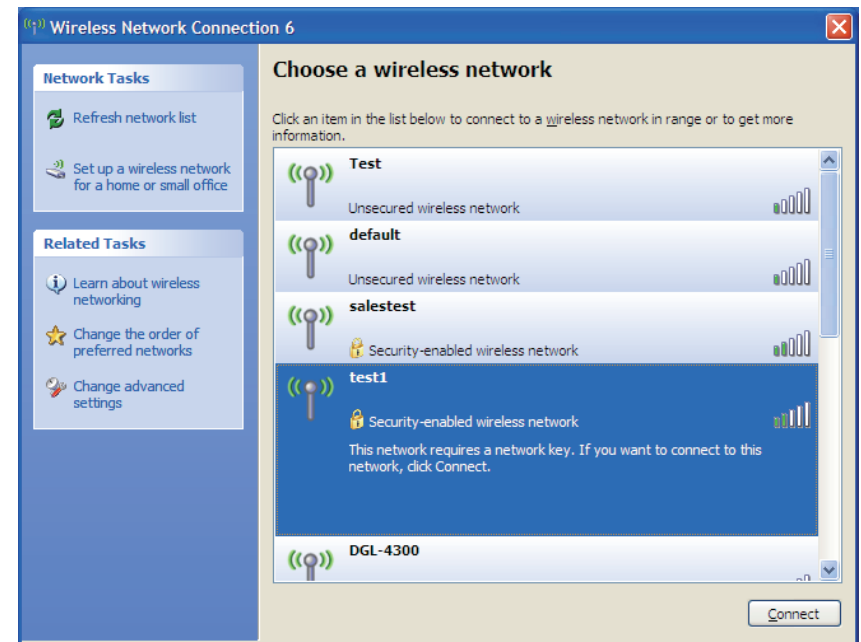 Wireless Network Connection 6
Network Tasks
Refresh network list
Set up a wireless network
for a home or small office
Related Tasks
Learn about wireless
networking
Change the order of
preferred networks
Change advanced
settings
Choose a wireless network
Click an item in the list below to connect to a wireless network in range or to get more
information.
Test
Unsecured wireless network
default
Unsecured wireless network
salestest
Security-enabled wireless network
test1
Security-enabled wireless network
This network requires a network key. If you want to connect to this
network, click Connect.
DGL-4300
Connect